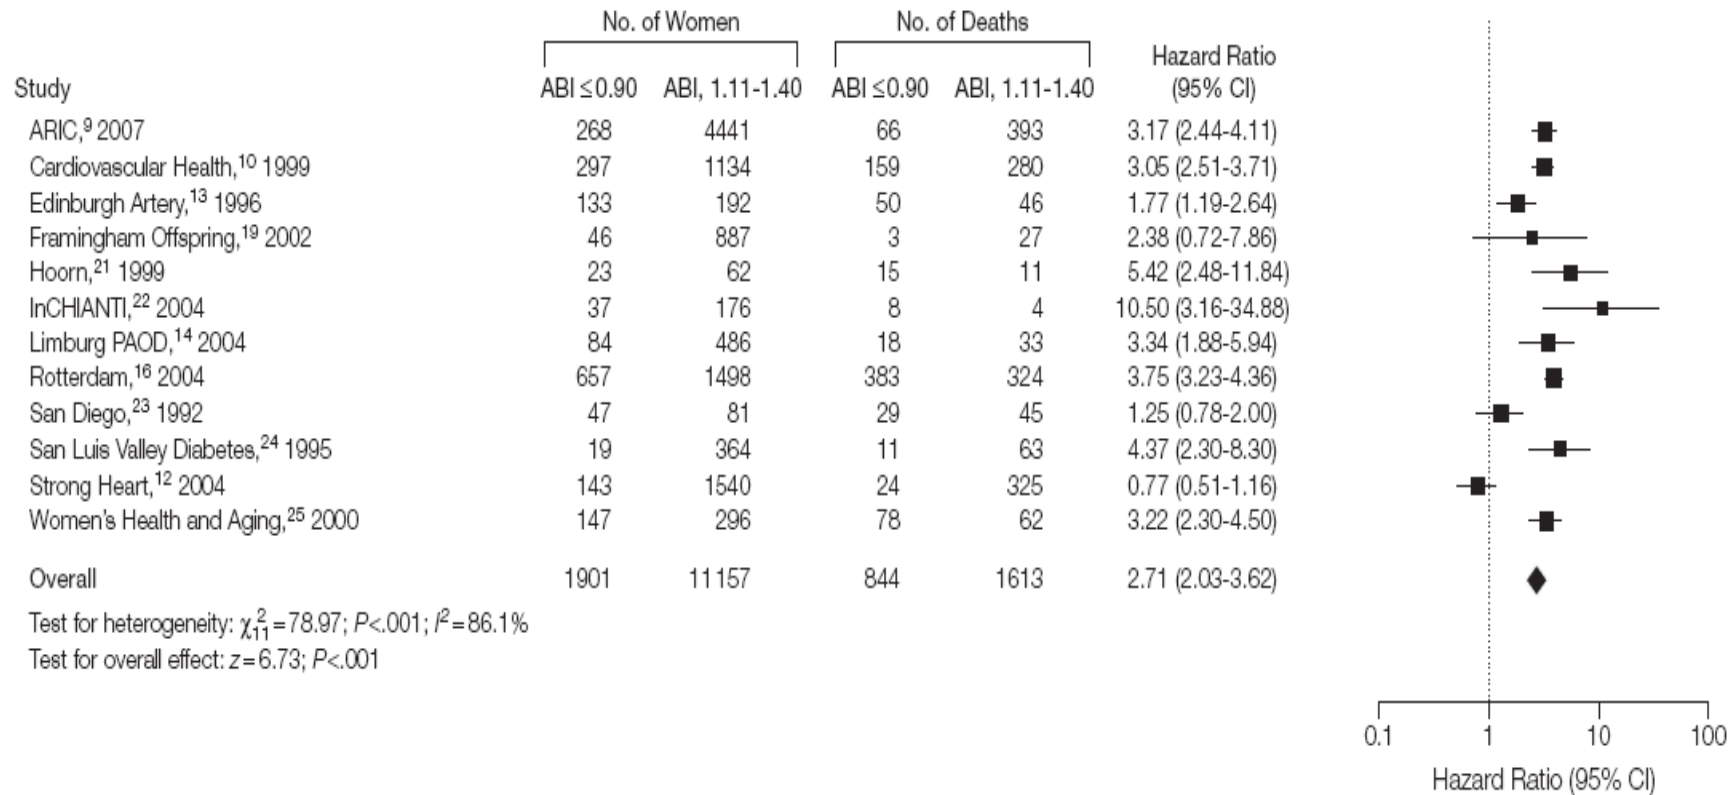 No. of Women No. of Deaths
Hazard Ratio
Study ABI ≤0.90 ABI, 1.11-1.40 ABI ≤0.90 ABI, 1.11-1.40 (95% CI)
ARIC,9 2007 268 4441 66 393 3.17 (2.44-4.11)
Cardiovascular Health,10 1999 297 1134 159 280 3.05 (2.51-3.71)
Edinburgh Artery,13 1996 133 192 50 46 1.77 (1.19-2.64)
Framingham Offspring,19 2002 46 887 3 27 2.38 (0.72-7.86)
Hoorn,21 1999 23 62 15 11 5.42 (2.48-11.84)
InCHIANTI,22 2004 37 176 8 4 10.50 (3.16-34.88)
Limburg PAOD,14 2004 84 486 18 33 3.34 (1.88-5.94)
Rotterdam,16 2004 657 1498 383 324 3.75 (3.23-4.36)
San Diego,23 1992 47 81 29 45 1.25 (0.78-2.00)
San Luis Valley Diabetes,24 1995 19 364 11 63 4.37 (2.30-8.30)
Strong Heart,12 2004 143 1540 24 325 0.77 (0.51-1.16)
Women's Health and Aging,25 2000 147 296 78 62 3.22 (2.30-4.50)
Overall 1901 11157 844 1613 2.71 (2.03-3.62)
Test for heterogeneity: χ²11=78.97; P<.001; I²=86.1%
Test for overall effect: z=6.73; P<.001
0.1 1 10 100
Hazard Ratio (95% CI)